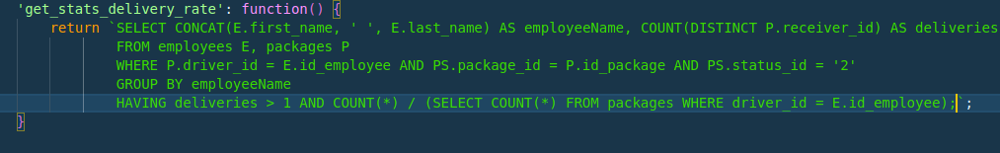 'get_stats_delivery_rate': function() {
return `SELECT CONCAT(E.first_name, ' ', E.last_name) AS employeeName, COUNT(DISTINCT P.receiver_id) AS deliveries
FROM employees E, packages P
WHERE P.driver_id = E.id_employee AND PS.package_id = P.id_package AND PS.status_id = '2'
GROUP BY employeeName
HAVING deliveries > 1 AND COUNT(*) / (SELECT COUNT(*) FROM packages WHERE driver_id = E.id_employee);`;
}